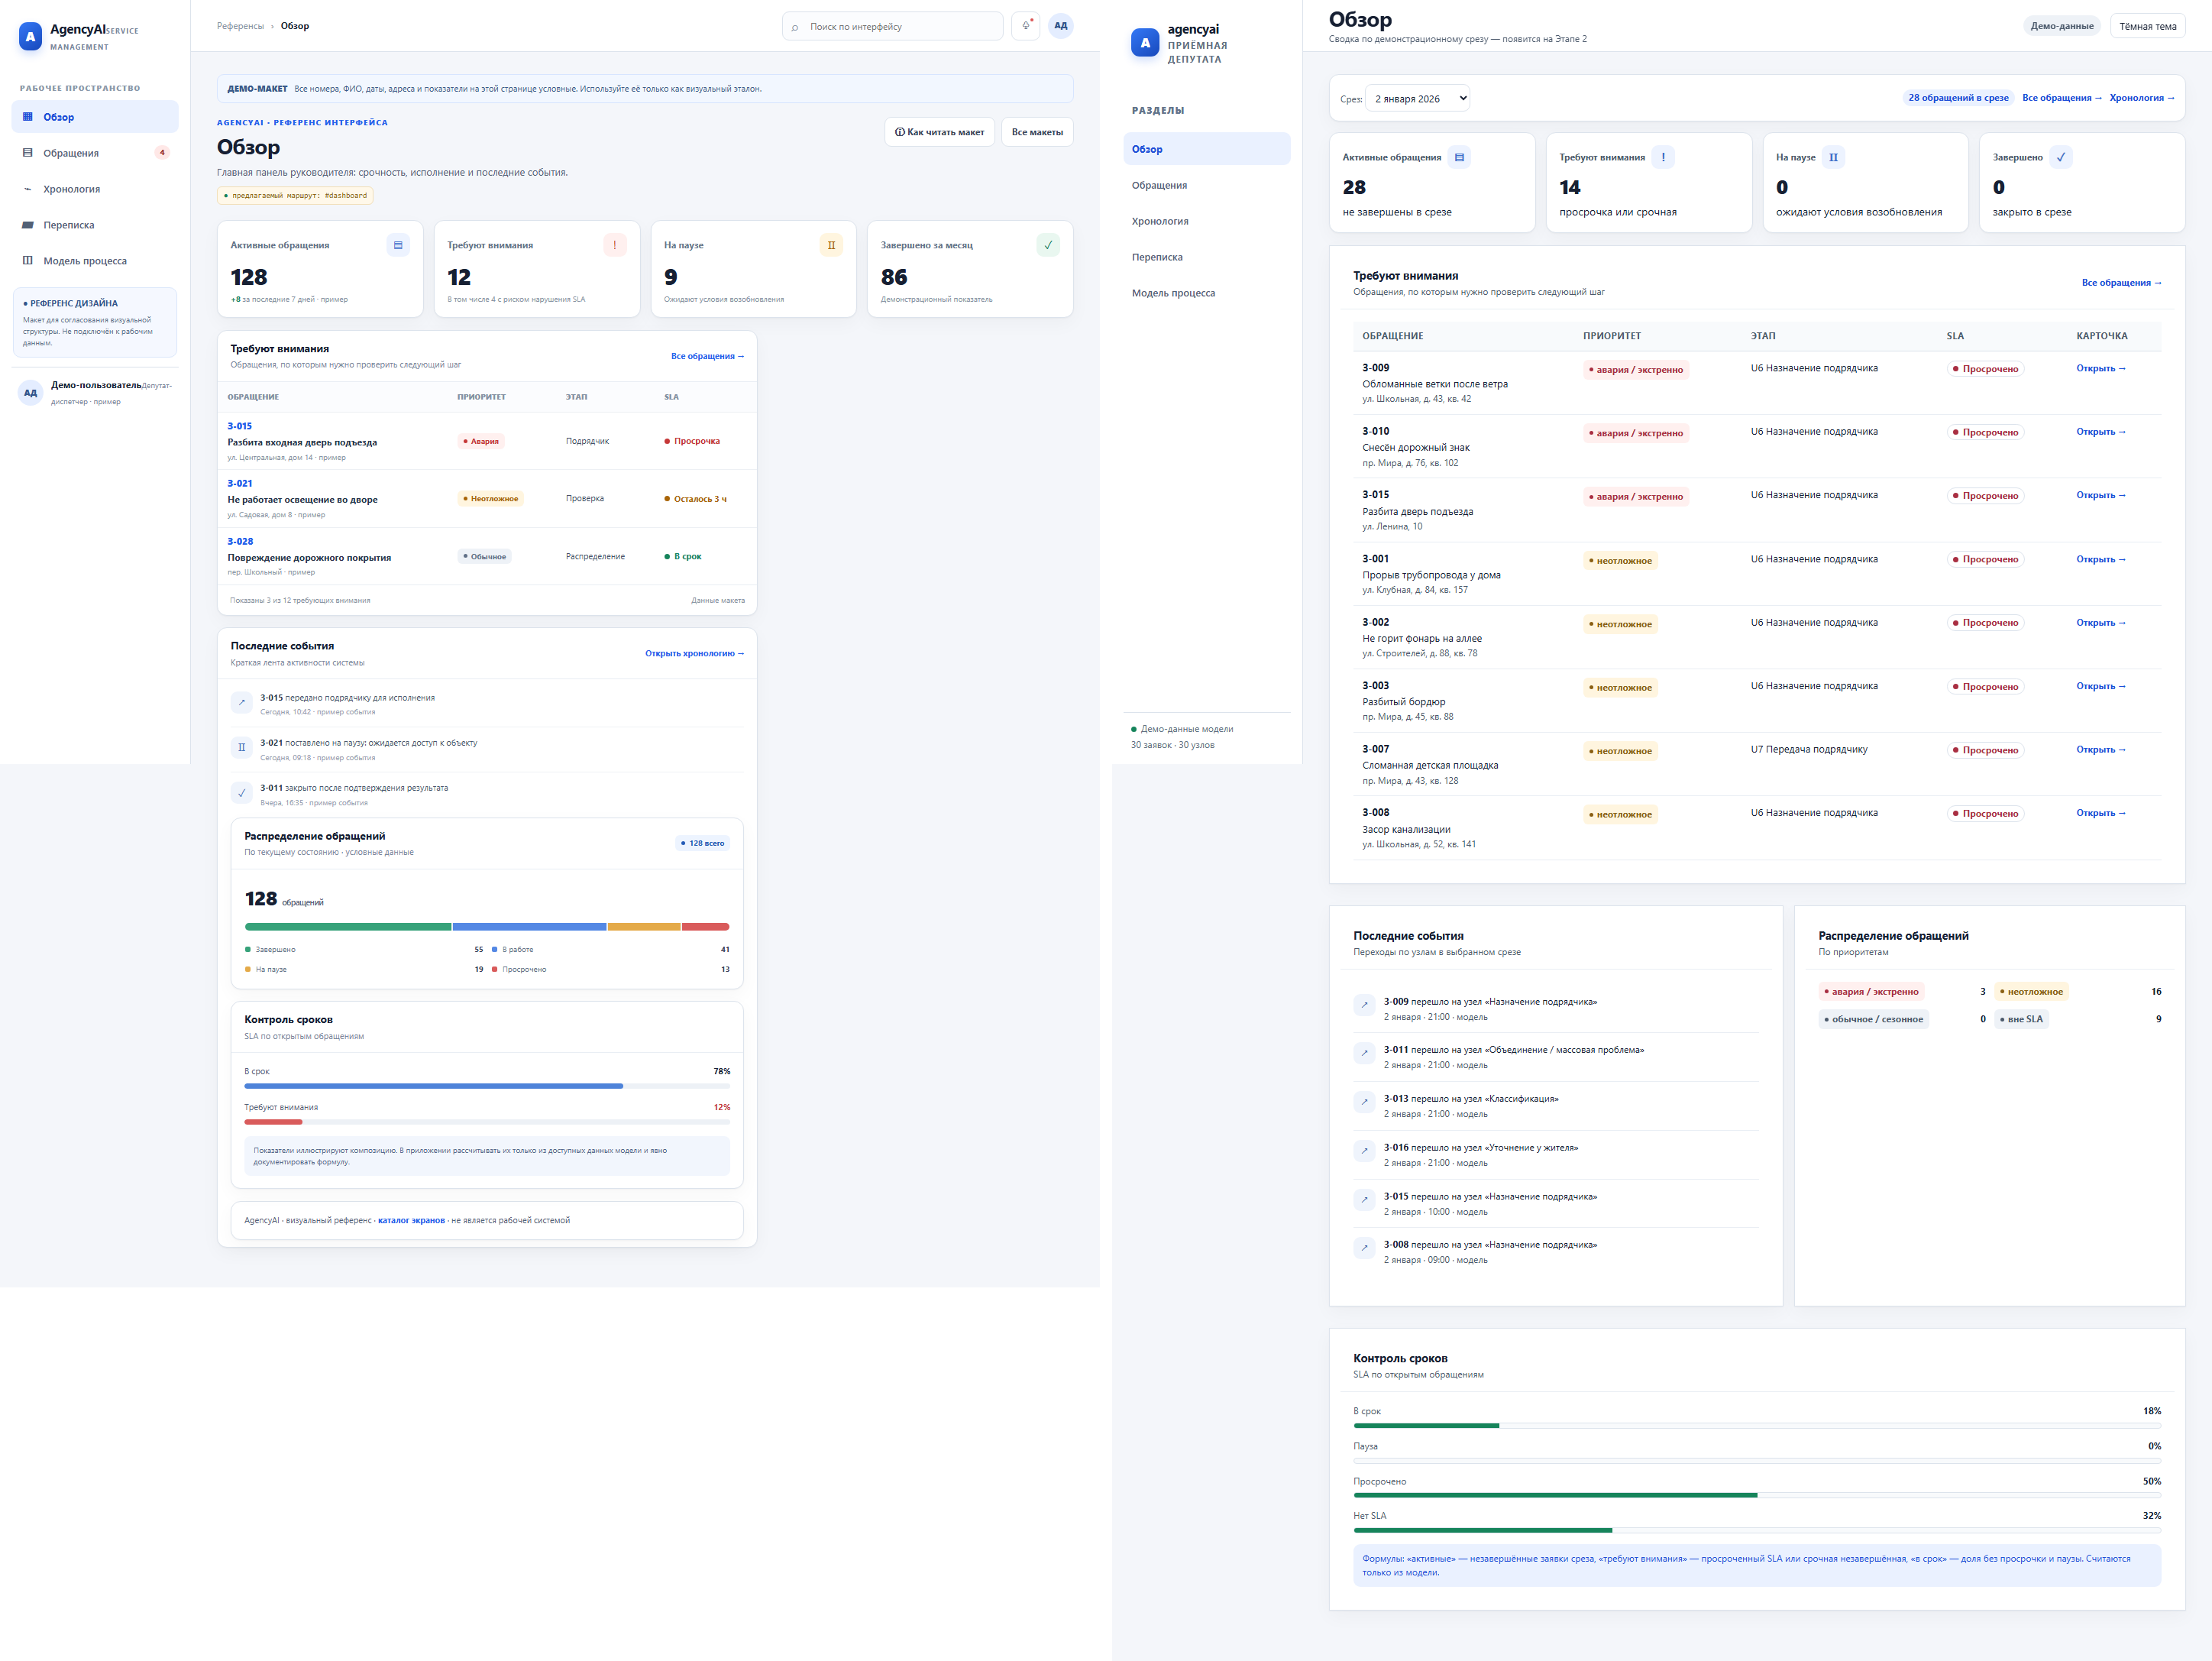 AgencyAI SERVICE MANAGEMENT
РАБОЧЕЕ ПРОСТРАНСТВО
Обзор
Обращения 4
Хронология
Переписка
Модель процесса
● РЕФЕРЕНС ДИЗАЙНА
Макет для согласования визуальной
структуры. Не подключён к рабочим
данным.
АД Демо-пользовательДепутат-
диспетчер · пример
Референсы › Обзор
Поиск по интерфейсу
АД
ДЕМО-МАКЕТ Все номера, ФИО, даты, адреса и показатели на этой странице условные. Используйте её только как визуальный эталон.
AGENCYAI · РЕФЕРЕНС ИНТЕРФЕЙСА
Обзор
Главная панель руководителя: срочность, исполнение и последние события.
● предлагаемый маршрут: #dashboard
ⓘ Как читать макет
Все макеты
Активные обращения
128
+8 за последние 7 дней · пример
Требуют внимания !
12
В том числе 4 с риском нарушения SLA
На паузе II
9
Ожидают условия возобновления
Завершено за месяц ✓
86
Демонстрационный показатель
Требуют внимания
Обращения, по которым нужно проверить следующий шаг
Все обращения →
ОБРАЩЕНИЕ ПРИОРИТЕТ ЭТАП SLA
З-015
Разбита входная дверь подъезда
ул. Центральная, дом 14 · пример
● Авария Подрядчик ● Просрочка
З-021
Не работает освещение во дворе
ул. Садовая, дом 8 · пример
● Неотложное Проверка ● Осталось 3 ч
З-028
Повреждение дорожного покрытия
пер. Школьный · пример
● Обычное Распределение ● В срок
Показаны 3 из 12 требующих внимания Данные макета
Последние события
Краткая лента активности системы
Открыть хронологию →
↗ З-015 передано подрядчику для исполнения
Сегодня, 10:42 · пример события
II З-021 поставлено на паузу: ожидается доступ к объекту
Сегодня, 09:18 · пример события
✓ З-011 закрыто после подтверждения результата
Вчера, 16:35 · пример события
Распределение обращений
По текущему состоянию · условные данные
● 128 всего
128 обращений
Завершено 55 В работе 41
На паузе 19 Просрочено 13
Контроль сроков
SLA по открытым обращениям
В срок 78%
Требуют внимания 12%
Показатели иллюстрируют композицию. В приложении рассчитывать их только из доступных данных модели и явно
документировать формулу.
AgencyAI · визуальный референс · каталог экранов · не является рабочей системой
A agencyai
ПРИЁМНАЯ
ДЕПУТАТА
РАЗДЕЛЫ
Обзор
Обращения
Хронология
Переписка
Модель процесса
● Демо-данные модели
30 заявок · 30 узлов
Обзор
Сводка по демонстрационному срезу — появится на Этапе 2
Демо-данные
Тёмная тема
Срез: 2 января 2026
28 обращений в срезе Все обращения → Хронология →
Активные обращения
28
не завершены в срезе
Требуют внимания !
14
просрочка или срочная
На паузе II
0
ожидают условия возобновления
Завершено ✓
0
закрыто в срезе
Требуют внимания
Обращения, по которым нужно проверить следующий шаг
Все обращения →
ОБРАЩЕНИЕ ПРИОРИТЕТ ЭТАП SLA КАРТОЧКА
З-009 ● авария / экстренно U6 Назначение подрядчика ● Просрочено Открыть →
Обломанные ветки после ветра
ул. Школьная, д. 43, кв. 42
З-010 ● авария / экстренно U6 Назначение подрядчика ● Просрочено Открыть →
Снесён дорожный знак
пр. Мира, д. 76, кв. 102
З-015 ● авария / экстренно U6 Назначение подрядчика ● Просрочено Открыть →
Разбита дверь подъезда
ул. Ленина, 10
З-001 ● неотложное U6 Назначение подрядчика ● Просрочено Открыть →
Прорыв трубопровода у дома
ул. Клубная, д. 84, кв. 157
З-002 ● неотложное U6 Назначение подрядчика ● Просрочено Открыть →
Не горит фонарь на аллее
ул. Строителей, д. 88, кв. 78
З-003 ● неотложное U6 Назначение подрядчика ● Просрочено Открыть →
Разбитый бордюр
пр. Мира, д. 45, кв. 88
З-007 ● неотложное U7 Передача подрядчику ● Просрочено Открыть →
Сломанная детская площадка
пр. Мира, д. 43, кв. 128
З-008 ● неотложное U6 Назначение подрядчика ● Просрочено Открыть →
Засор канализации
ул. Школьная, д. 52, кв. 141
Последние события
Переходы по узлам в выбранном срезе
↗ З-009 перешло на узел «Назначение подрядчика»
2 января · 21:00 · модель
↗ З-011 перешло на узел «Объединение / массовая проблема»
2 января · 21:00 · модель
↗ З-013 перешло на узел «Классификация»
2 января · 21:00 · модель
↗ З-016 перешло на узел «Уточнение у жителя»
2 января · 21:00 · модель
↗ З-015 перешло на узел «Назначение подрядчика»
2 января · 10:00 · модель
↗ З-008 перешло на узел «Назначение подрядчика»
2 января · 09:00 · модель
Распределение обращений
По приоритетам
● авария / экстренно 3 ● неотложное 16
● обычное / сезонное 0 ● вне SLA 9
Контроль сроков
SLA по открытым обращениям
В срок 18%
Пауза 0%
Просрочено 50%
Нет SLA 32%
Формулы: «активные» — незавершённые заявки среза, «требуют внимания» — просроченный SLA или срочная незавершённая, «в срок» — доля без просрочки и паузы. Считаются
только из модели.